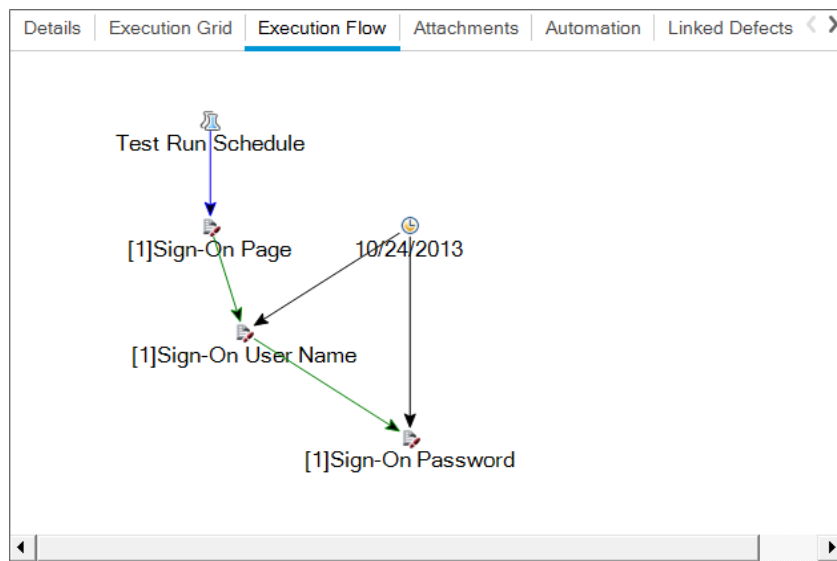 Details Execution Grid Execution Flow Attachments Automation Linked Defects
Test Run Schedule
[1]Sign-On Page 10/24/2013
[1]Sign-On User Name
[1]Sign-On Password